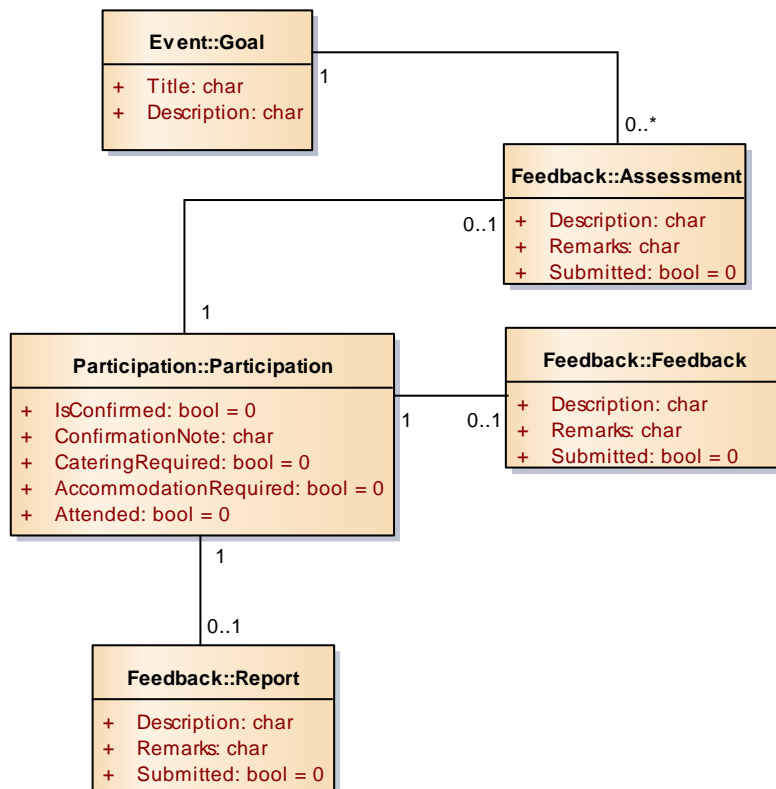 Event::Goal
+ Title: char
+ Description: char
1
0..*
Feedback::Assessment
+ Description: char
+ Remarks: char
+ Submitted: bool = 0
0..1
1
Participation::Participation
+ IsConfirmed: bool = 0
+ ConfirmationNote: char
+ CateringRequired: bool = 0
+ AccommodationRequired: bool = 0
+ Attended: bool = 0
1
0..1
Feedback::Feedback
+ Description: char
+ Remarks: char
+ Submitted: bool = 0
1
0..1
Feedback::Report
+ Description: char
+ Remarks: char
+ Submitted: bool = 0